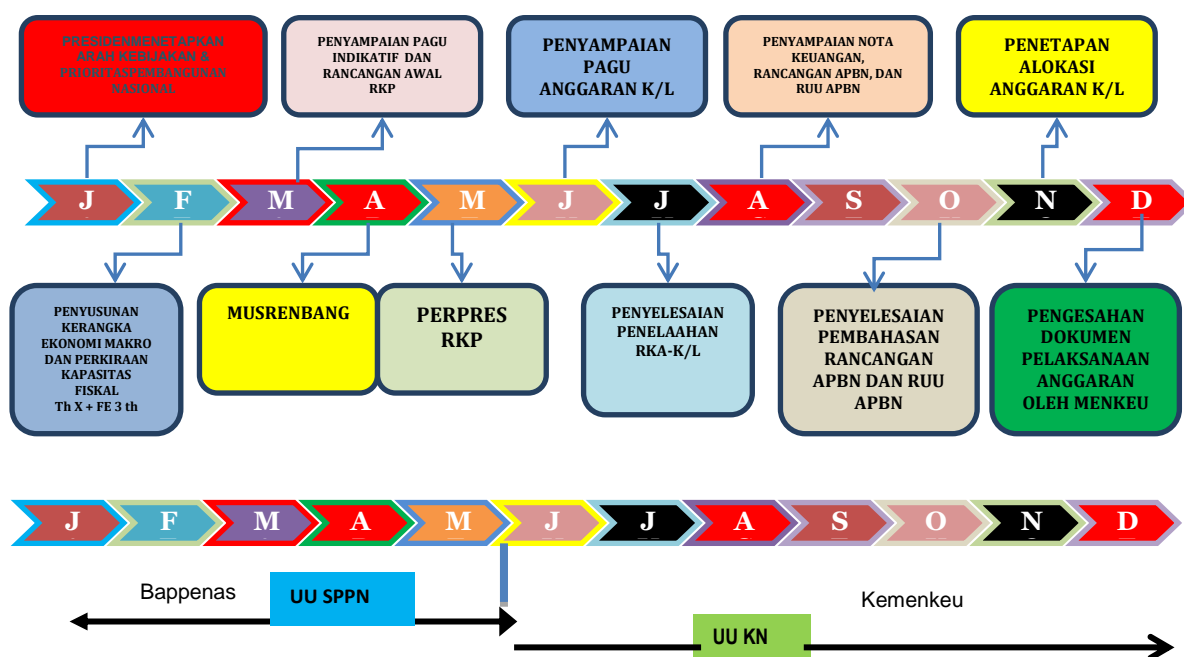 PRESIDENMENETAPKAN
ARAH KEBIJAKAN &
PRIORITASPEMBANGUNAN
NASIONAL
PENYAMPAIAN PAGU
INDIKATIF DAN
RANCANGAN AWAL
RKP
PENYAMPAIAN
PAGU
ANGGARAN K/L
PENYAMPAIAN NOTA
KEUANGAN,
RANCANGAN APBN, DAN
RUU APBN
PENETAPAN
ALOKASI
ANGGARAN K/L
J F M A M J J A S O N D
PENYUSUNAN
KERANGKA
EKONOMI MAKRO
DAN PERKIRAAN
KAPASITAS
FISKAL
Th X + FE 3 th
MUSRENBANG
PERPRES
RKP
PENYELESAIAN
PENELAAHAN
RKA-K/L
PENYELESAIAN
PEMBAHASAN
RANCANGAN
APBN DAN RUU
APBN
PENGESAHAN
DOKUMEN
PELAKSANAAN
ANGGARAN
OLEH MENKEU
J F M A M J J A S O N D
Bappenas
UU SPPN
Kemenkeu
UU KN